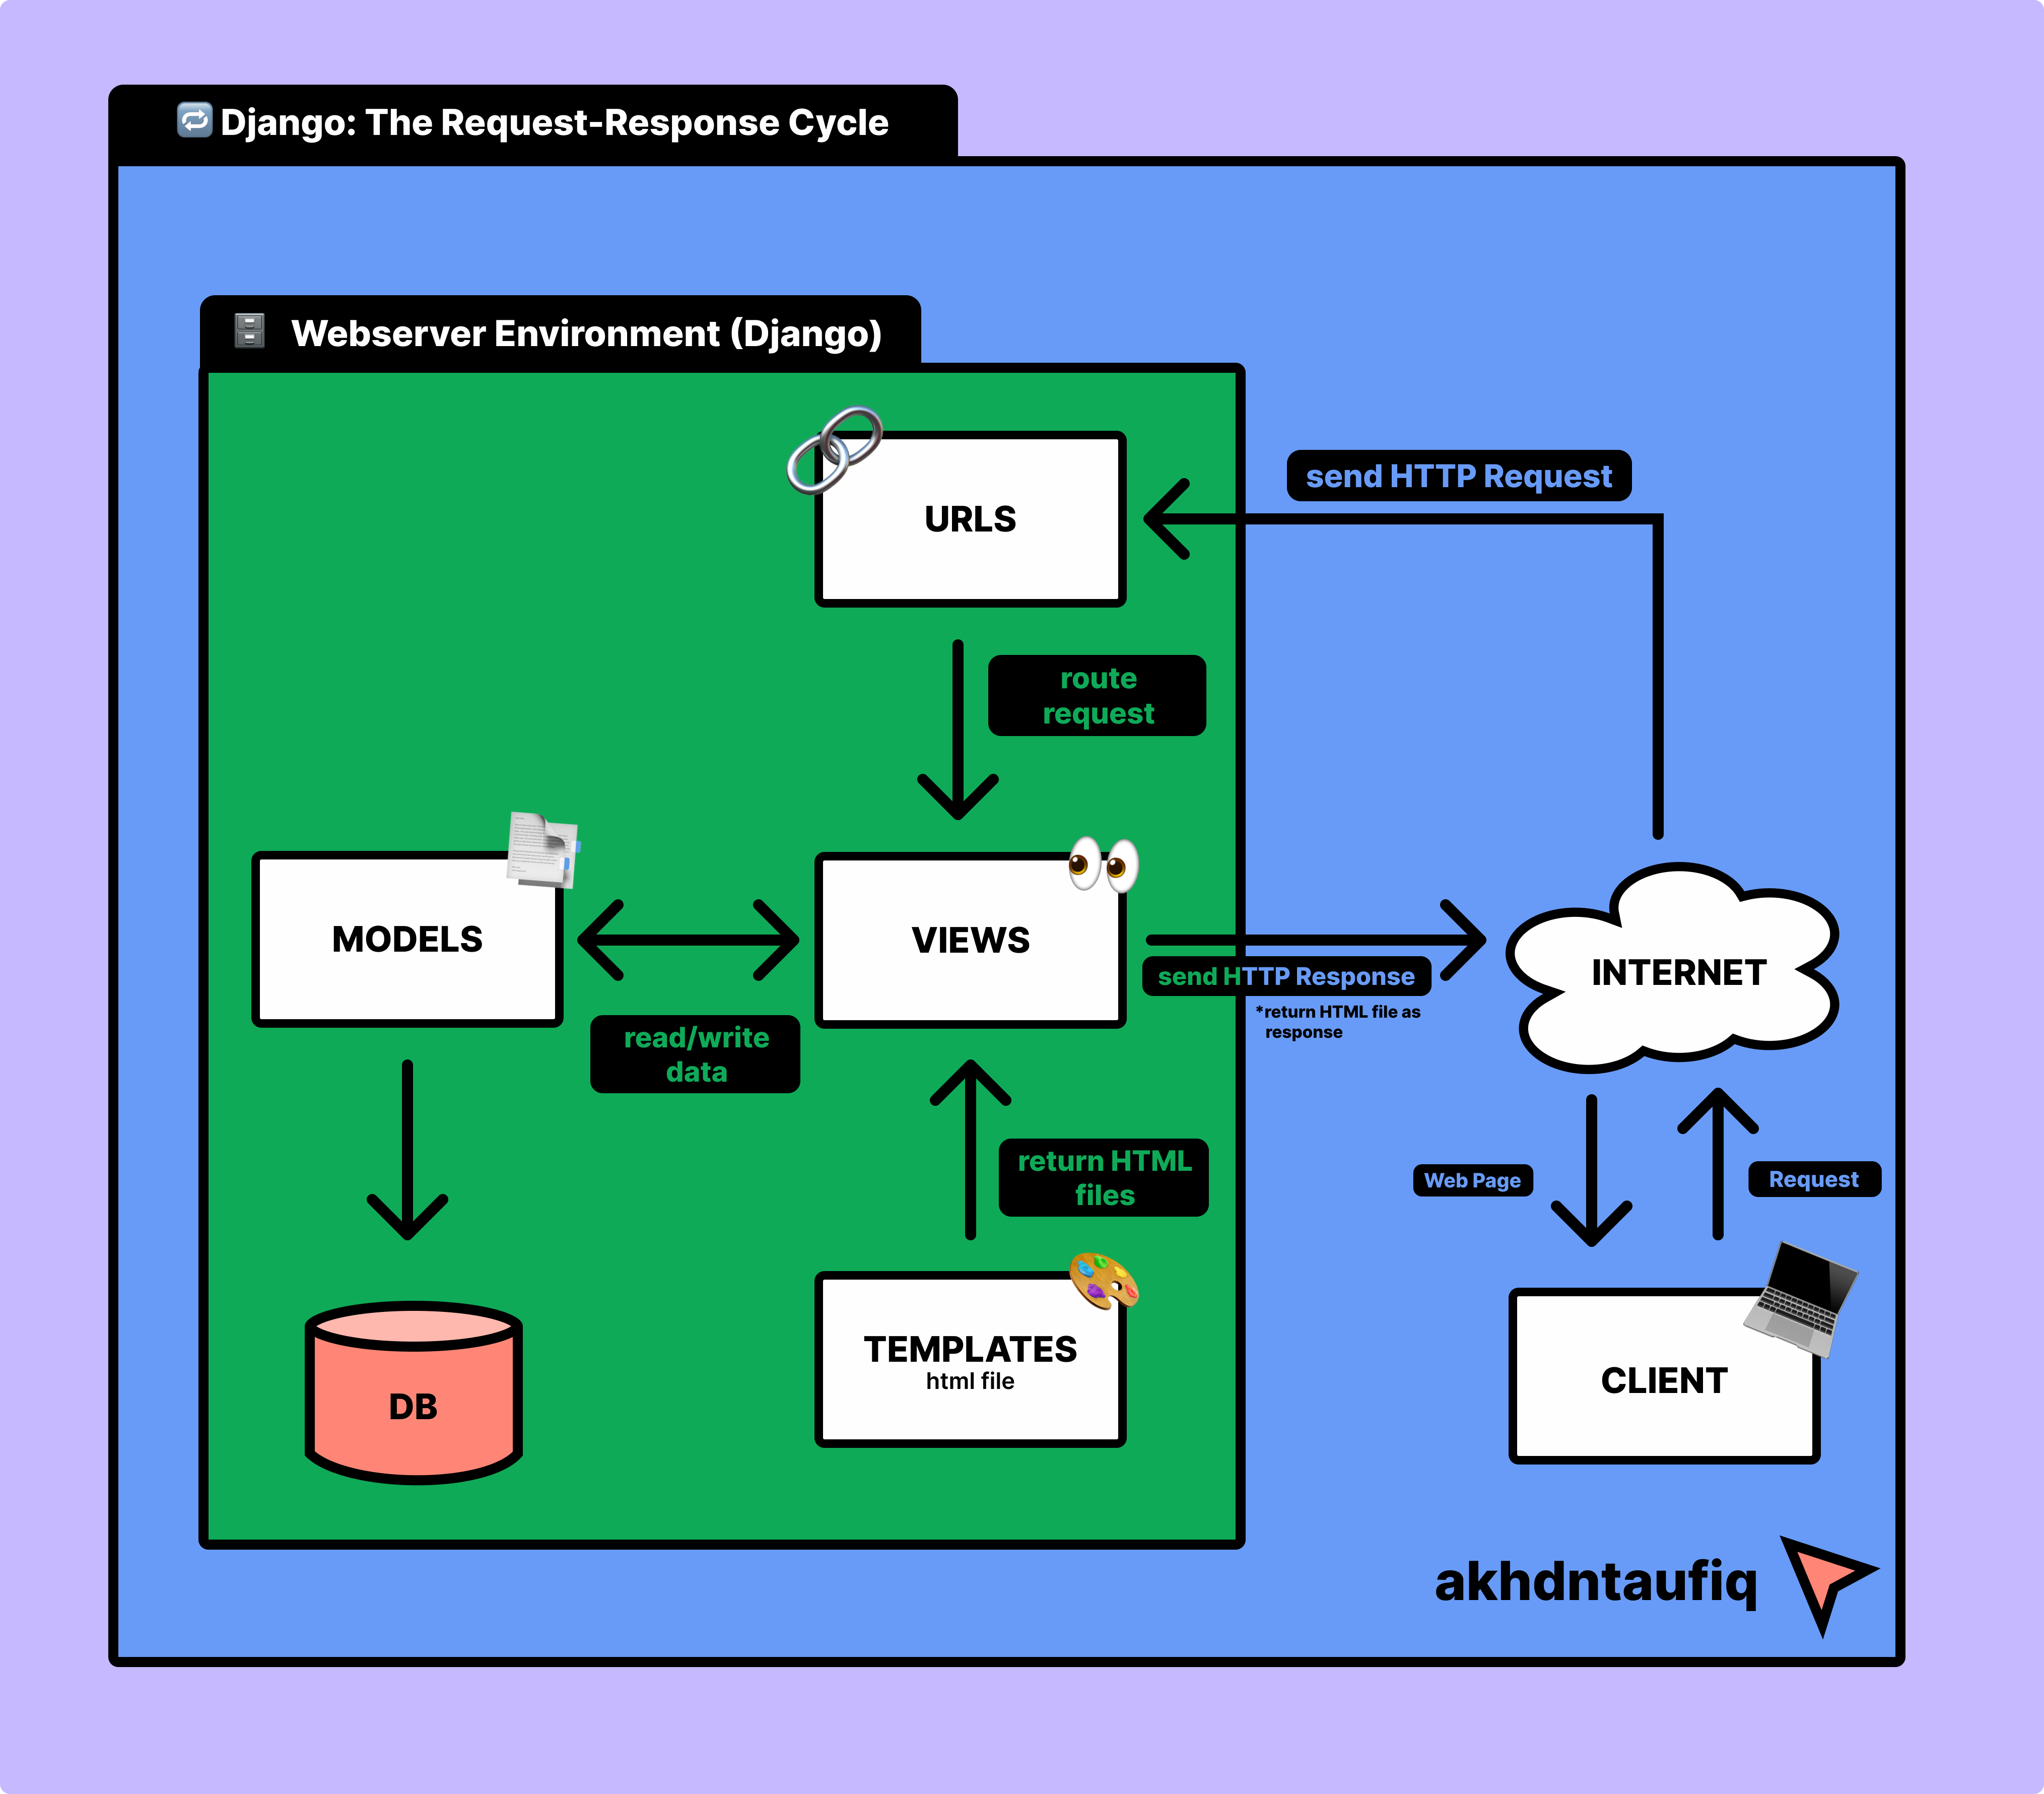 Django: The Request-Response Cycle
Webserver Environment (Django)
URLS
send HTTP Request
route
request
MODELS
VIEWS
read/write
data
send HTTP Response
*return HTML file as
response
INTERNET
return HTML
files
Web Page
Request
DB
TEMPLATES
html file
CLIENT
akhdntaufiq